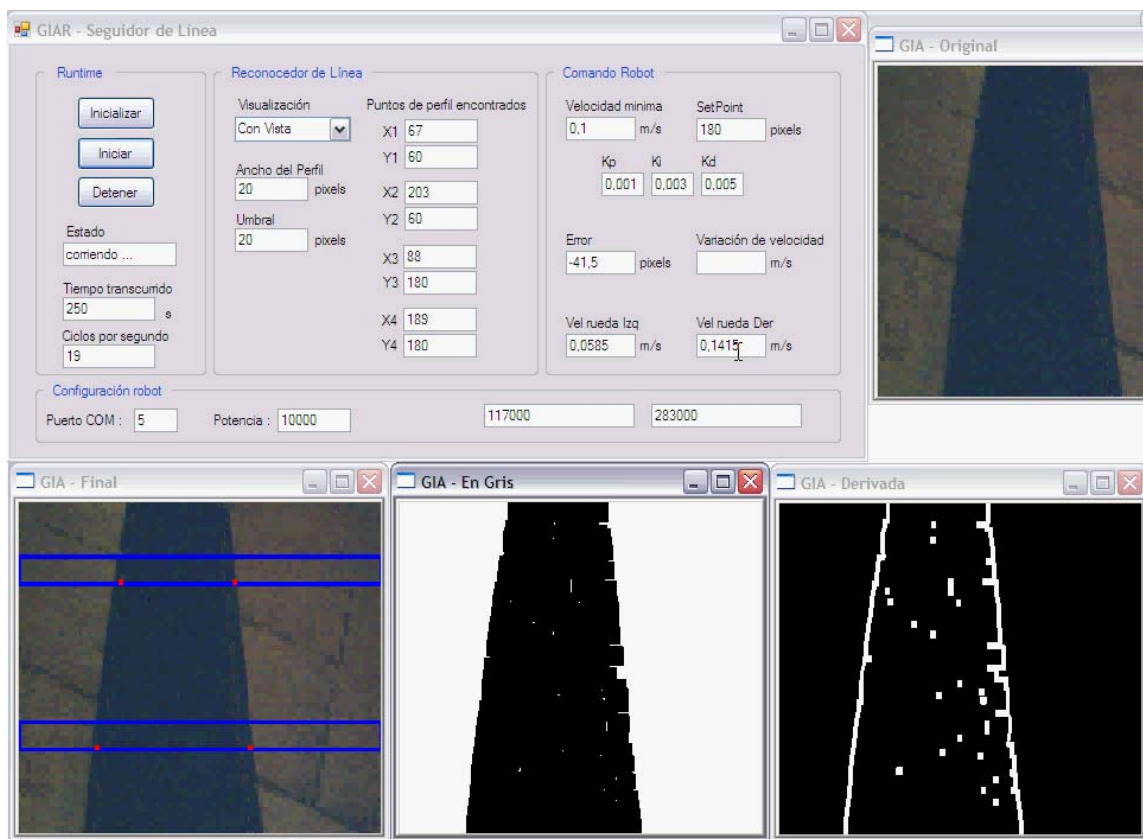 GIAR - Seguidor de Línea
Runtime
Inicializar
Iniciar
Detener
Estado
corriendo ...
Tiempo transcurrido
250 s
Ciclos por segundo
19
Reconocedor de Línea
Visualización
Con Vista
Ancho del Perfil
20 pixels
Umbral
20 pixels
Puntos de perfil encontrados
X1 67
Y1 60
X2 203
Y2 60
X3 88
Y3 180
X4 189
Y4 180
Comando Robot
Velocidad minima
0,1 m/s
SetPoint
180 pixels
Kp Ki Kd
0,001 0,003 0,005
Error
-41,5 pixels
Variación de velocidad
m/s
Vel rueda Izq
0,0585 m/s
Vel rueda Der
0,1415 m/s
Configuración robot
Puerto COM : 5
Potencia : 10000
117000
283000
GIA - Original
GIA - Final
GIA - En Gris
GIA - Derivada